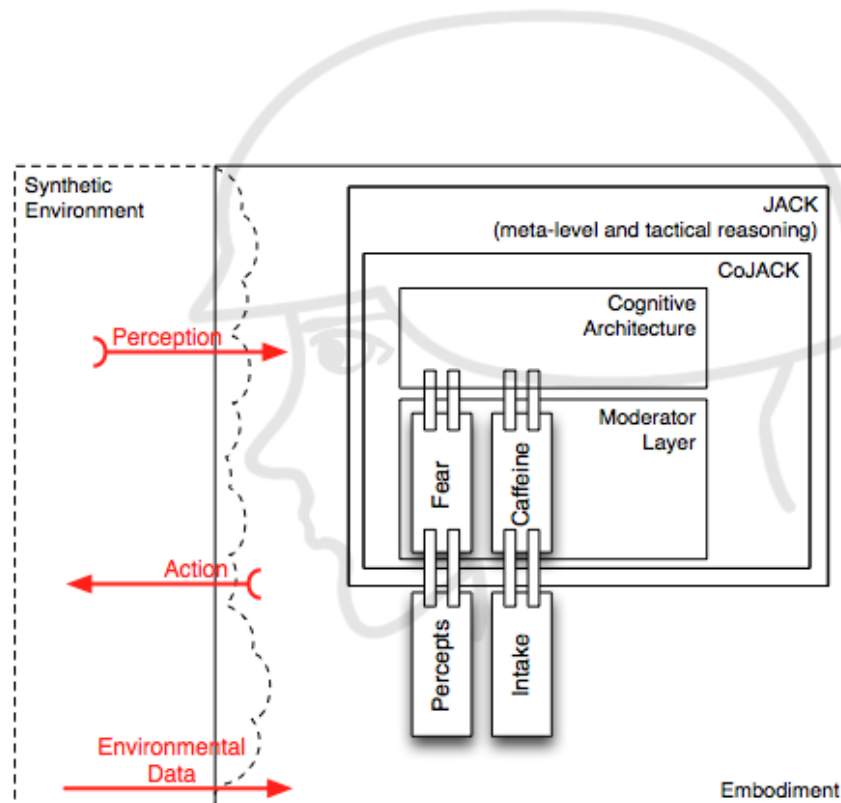 Synthetic
Environment
JACK
(meta-level and tactical reasoning)
CoJACK
Cognitive
Architecture
Perception
Moderator
Layer
Fear
Caffeine
Action
Percepts
Intake
Environmental
Data
Embodiment